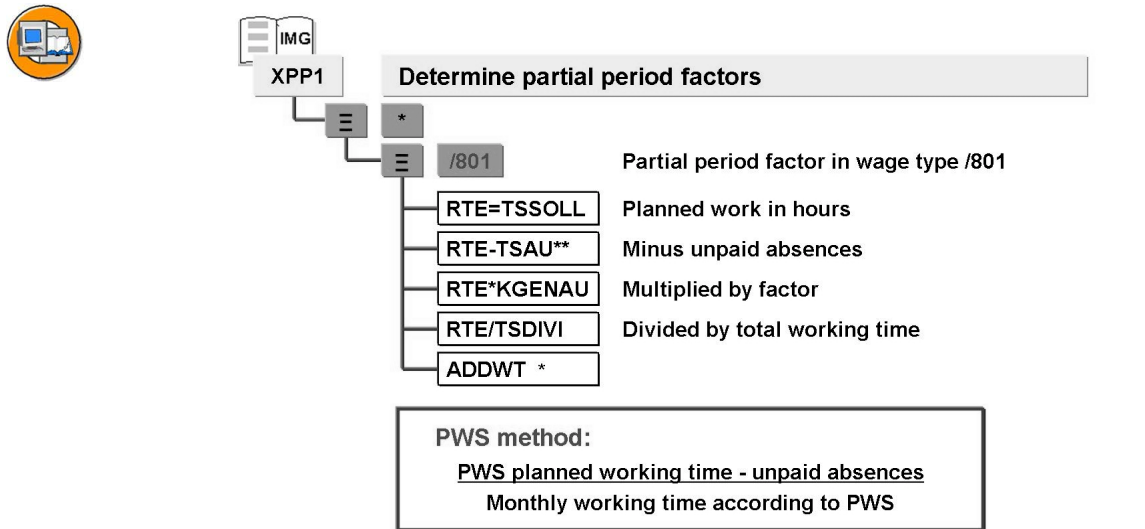 IMG
XPP1 Determine partial period factors
*
/801 Partial period factor in wage type /801
RTE=TSSOLL Planned work in hours
RTE-TSAU** Minus unpaid absences
RTE*KGENAU Multiplied by factor
RTE/TSDIVI Divided by total working time
ADDWT *
PWS method:
PWS planned working time - unpaid absences
Monthly working time according to PWS